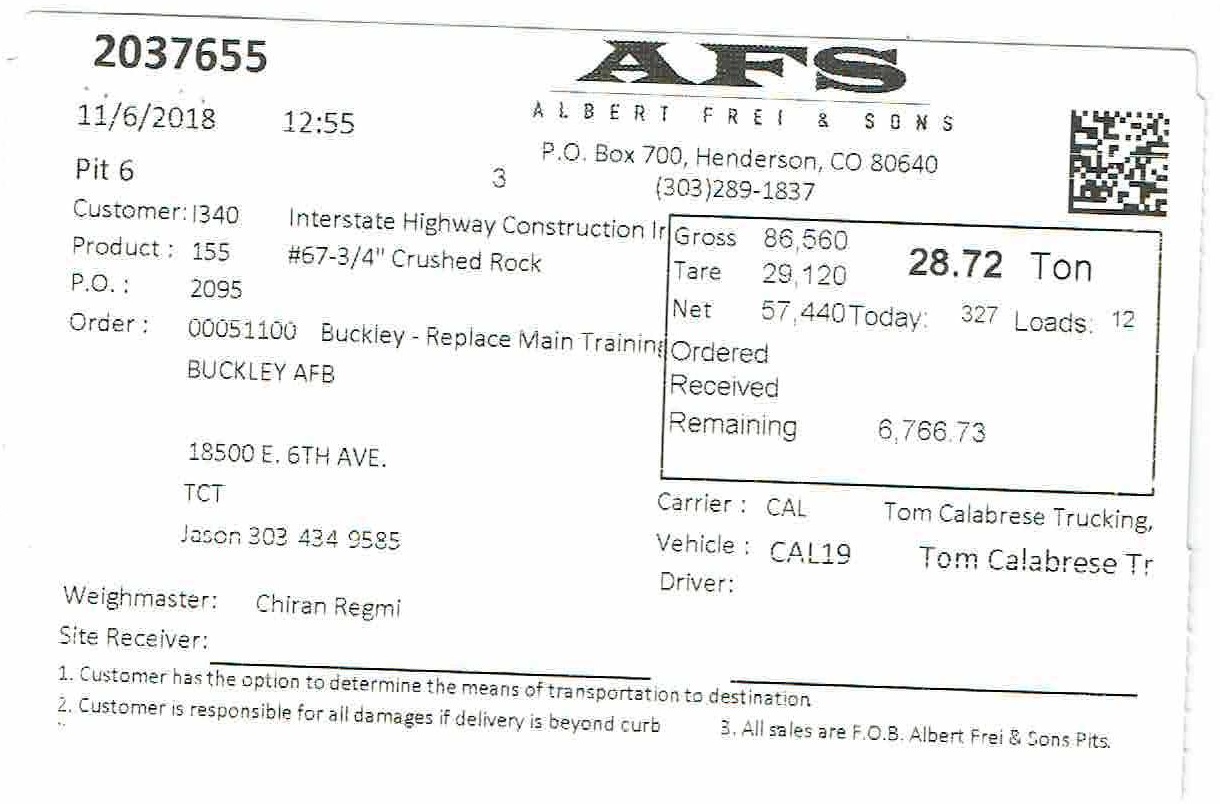 2037655
AFS
ALBERT FREI & SONS
11/6/2018 12:55
P.O. Box 700, Henderson, CO 80640
Pit 6 3 (303)289-1837
Customer: I340 Interstate Highway Construction Ir
Product : 155 #67-3/4" Crushed Rock
P.O. : 2095
Order : 00051100 Buckley - Replace Main Training
BUCKLEY AFB
18500 E. 6TH AVE.
TCT
Jason 303 434 9585
Gross 86,560 28.72 Ton
Tare 29,120
Net 57,440 Today: 327 Loads: 12
Ordered
Received
Remaining 6,766.73
Carrier : CAL Tom Calabrese Trucking,
Vehicle : CAL19 Tom Calabrese Tr
Driver:
Weighmaster: Chiran Regmi
Site Receiver:
1. Customer has the option to determine the means of transportation to destination
2. Customer is responsible for all damages if delivery is beyond curb 3. All sales are F.O.B. Albert Frei & Sons Pits.